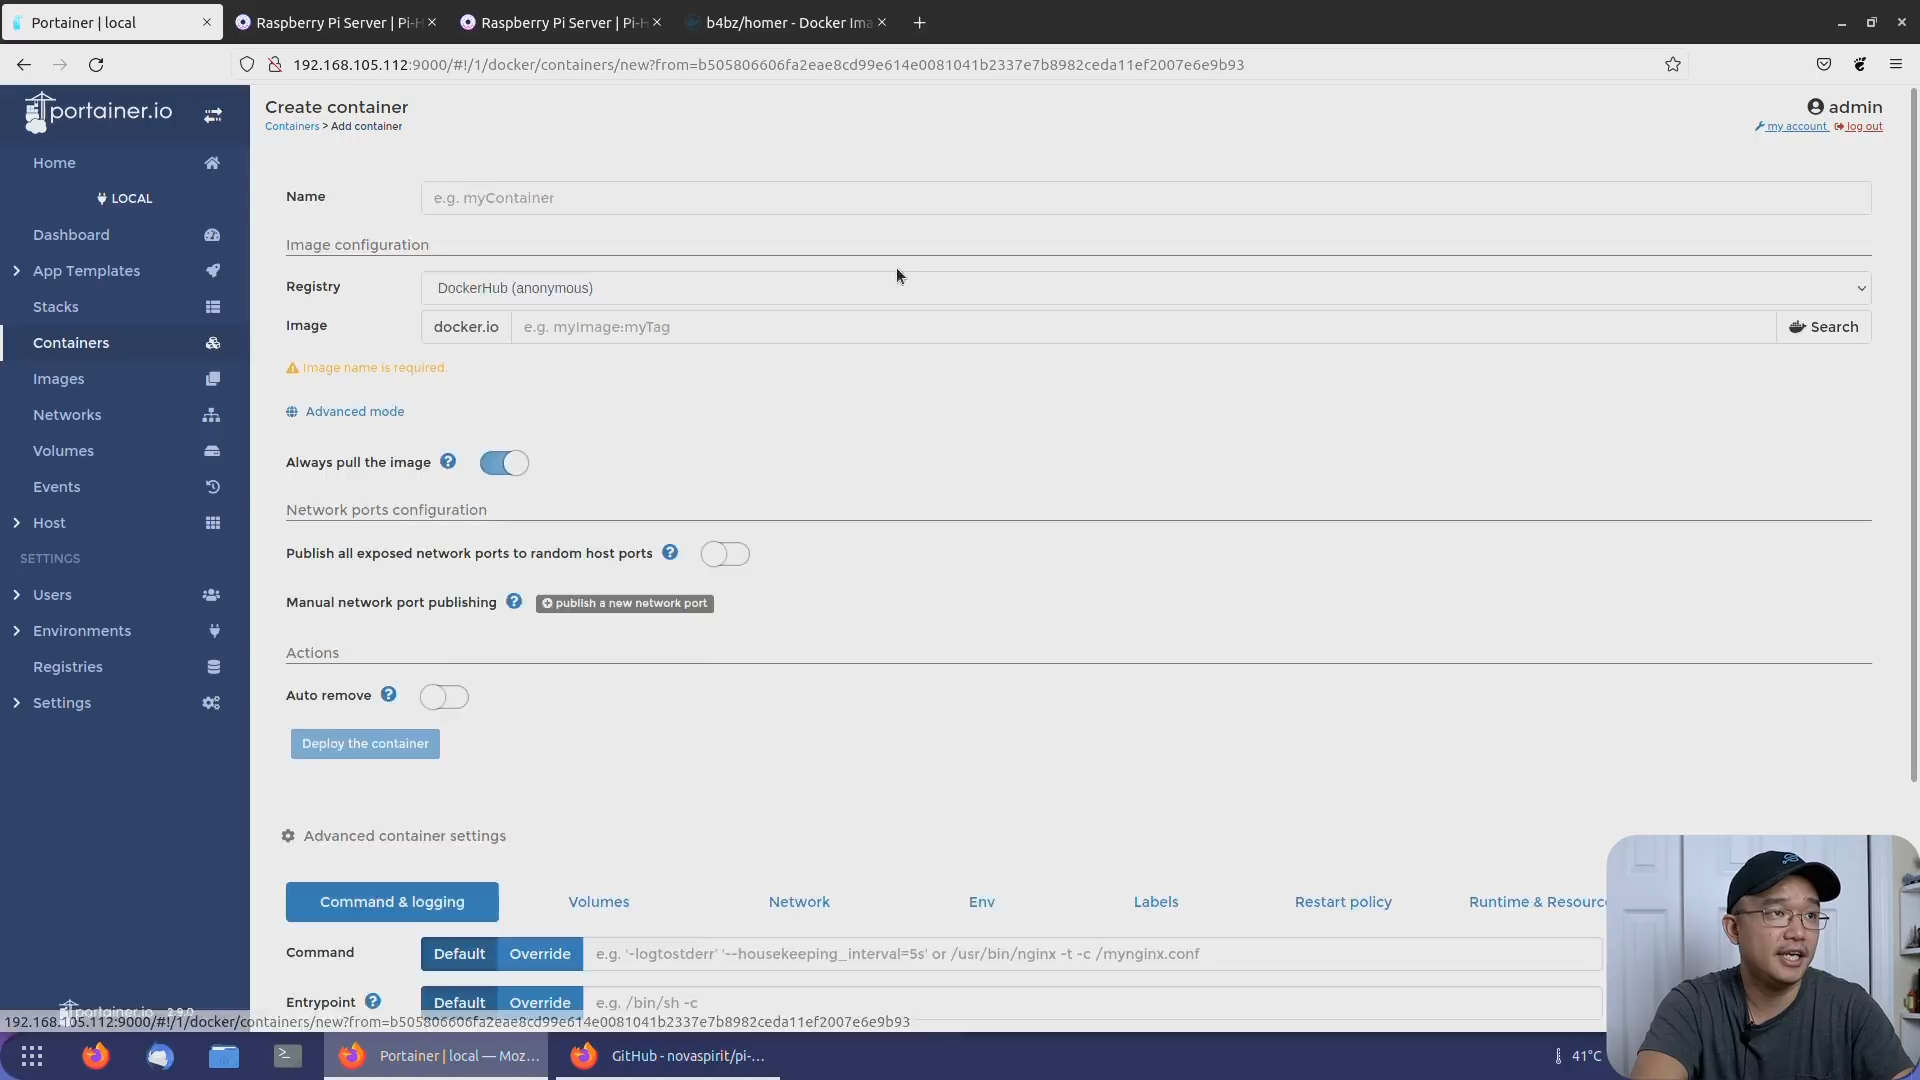 Portainer | local
Raspberry Pi Server | Pi-H
Raspberry Pi Server | Pi-H
b4bz/homer - Docker Ima
192.168.105.112:9000/#!/1/docker/containers/new?from=b505806606fa2eae8cd99e614e0081041b2337e7b8982ceda11ef2007e6e9b93
portainer.io
Home
LOCAL
Dashboard
App Templates
Stacks
Containers
Images
Networks
Volumes
Events
Host
SETTINGS
Users
Environments
Registries
Settings
portainer.io 2.9.0
Create container
Containers > Add container
admin
my account log out
Name e.g. myContainer
Image configuration
Registry DockerHub (anonymous)
Image docker.io e.g. myImage:myTag Search
Image name is required.
Advanced mode
Always pull the image
Network ports configuration
Publish all exposed network ports to random host ports
Manual network port publishing publish a new network port
Actions
Auto remove
Deploy the container
Advanced container settings
Command & logging Volumes Network Env Labels Restart policy Runtime & Resourc
Command Default Override e.g. '-logtostderr' '--housekeeping_interval=5s' or /usr/bin/nginx -t -c /mynginx.conf
Entrypoint Default Override e.g. /bin/sh -c
192.168.105.112:9000/#!/1/docker/containers/new?from=b505806606fa2eae8cd99e614e0081041b2337e7b8982ceda11ef2007e6e9b93
Portainer | local — Moz...
GitHub - novaspirit/pi-...
41°C